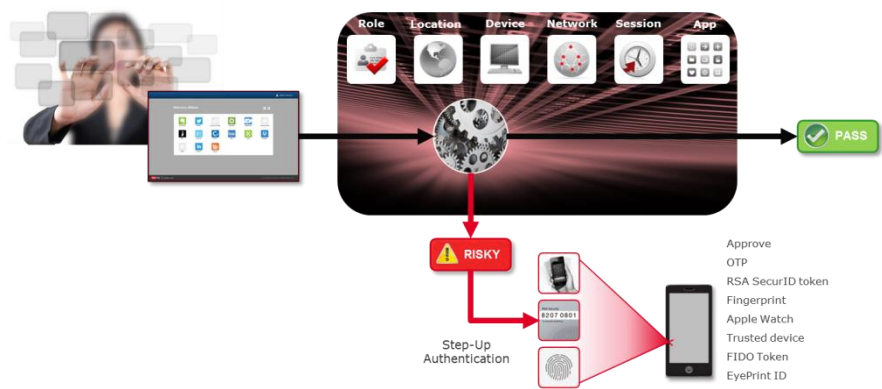 Role
Location
Device
Network
Session
App
PASS
RISKY
8207 0801
Step-Up
Authentication
Approve
OTP
RSA SecurID token
Fingerprint
Apple Watch
Trusted device
FIDO Token
EyePrint ID